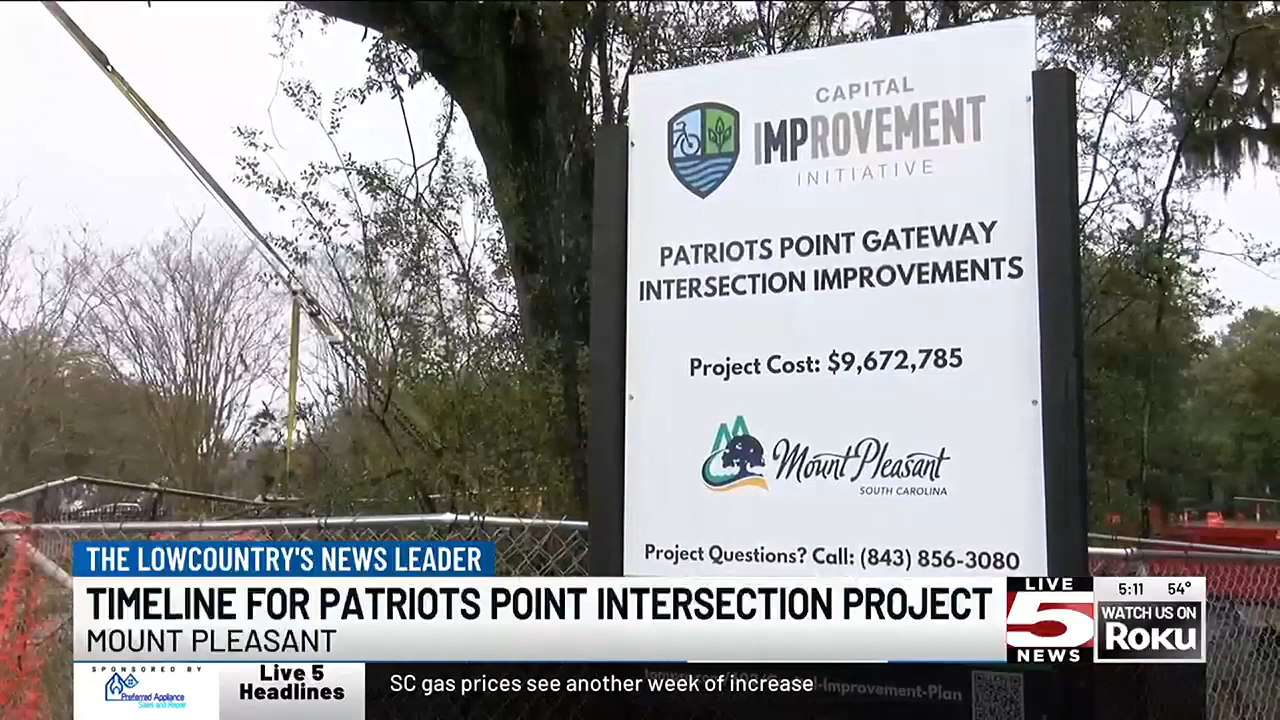 CAPITAL
IMPROVEMENT
INITIATIVE
PATRIOTS POINT GATEWAY
INTERSECTION IMPROVEMENTS
Project Cost: $9,672,785
Mount Pleasant
SOUTH CAROLINA
Project Questions? Call: (843) 856-3080
THE LOWCOUNTRY'S NEWS LEADER
TIMELINE FOR PATRIOTS POINT INTERSECTION PROJECT
MOUNT PLEASANT
LIVE
5
NEWS
5:11 54°
WATCH US ON
Roku
SPONSORED BY
Preferred Appliance
Sales and Repair
Live 5
Headlines
SC gas prices see another week of increase
l-Improvement-Plan